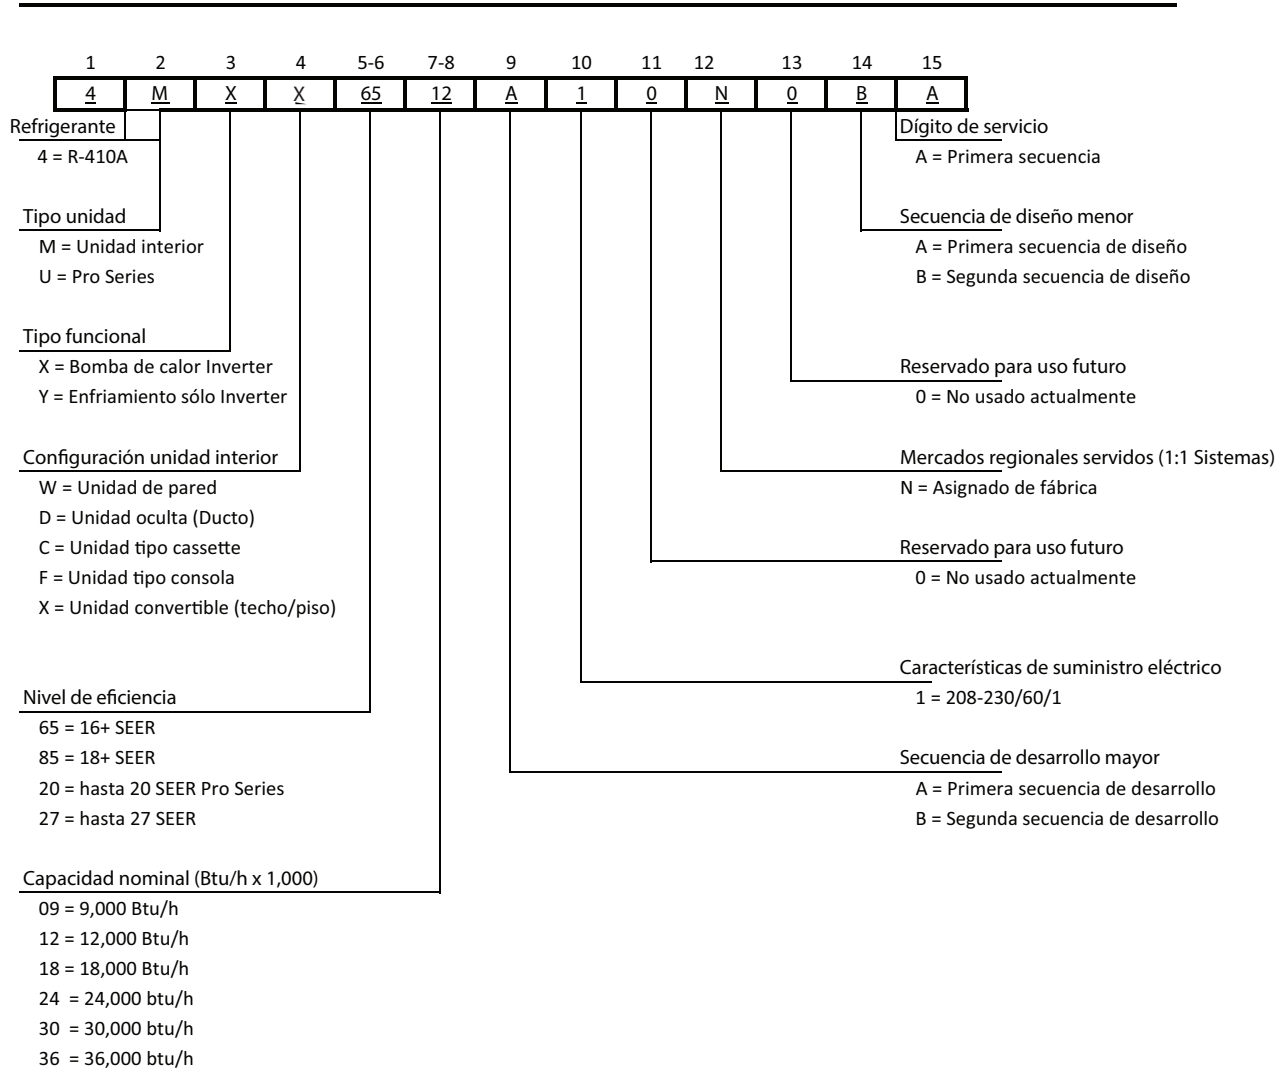 1 2 3 4 5-6 7-8 9 10 11 12 13 14 15
4 M X X 65 12 A 1 0 N 0 B A
Refrigerante
4 = R-410A
Tipo unidad
M = Unidad interior
U = Pro Series
Tipo funcional
X = Bomba de calor Inverter
Y = Enfriamiento sólo Inverter
Configuración unidad interior
W = Unidad de pared
D = Unidad oculta (Ducto)
C = Unidad tipo cassette
F = Unidad tipo consola
X = Unidad convertible (techo/piso)
Nivel de eficiencia
65 = 16+ SEER
85 = 18+ SEER
20 = hasta 20 SEER Pro Series
27 = hasta 27 SEER
Capacidad nominal (Btu/h x 1,000)
09 = 9,000 Btu/h
12 = 12,000 Btu/h
18 = 18,000 Btu/h
24 = 24,000 btu/h
30 = 30,000 btu/h
36 = 36,000 btu/h
Dígito de servicio
A = Primera secuencia
Secuencia de diseño menor
A = Primera secuencia de diseño
B = Segunda secuencia de diseño
Reservado para uso futuro
0 = No usado actualmente
Mercados regionales servidos (1:1 Sistemas)
N = Asignado de fábrica
Reservado para uso futuro
0 = No usado actualmente
Características de suministro eléctrico
1 = 208-230/60/1
Secuencia de desarrollo mayor
A = Primera secuencia de desarrollo
B = Segunda secuencia de desarrollo